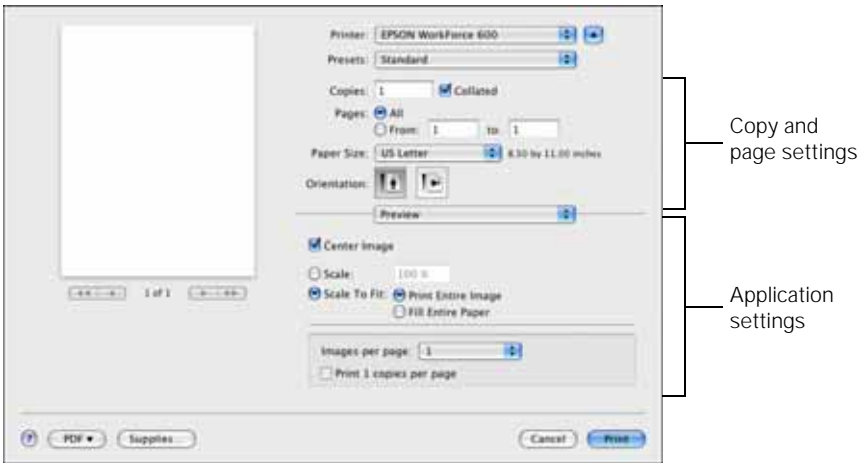 Printer: EPSON WorkForce 600
Presets: Standard
Copies: 1 Collated
Pages: All
From: 1 to: 1
Paper Size: US Letter 8.50 by 11.00 inches
Orientation:
Preview
Center Image
Scale: 100 %
Scale To Fit: Print Entire Image
Fill Entire Paper
1 of 1
Images per page: 1
Print 1 copies per page
? PDF Supplies... Cancel Print
Copy and
page settings
Application
settings